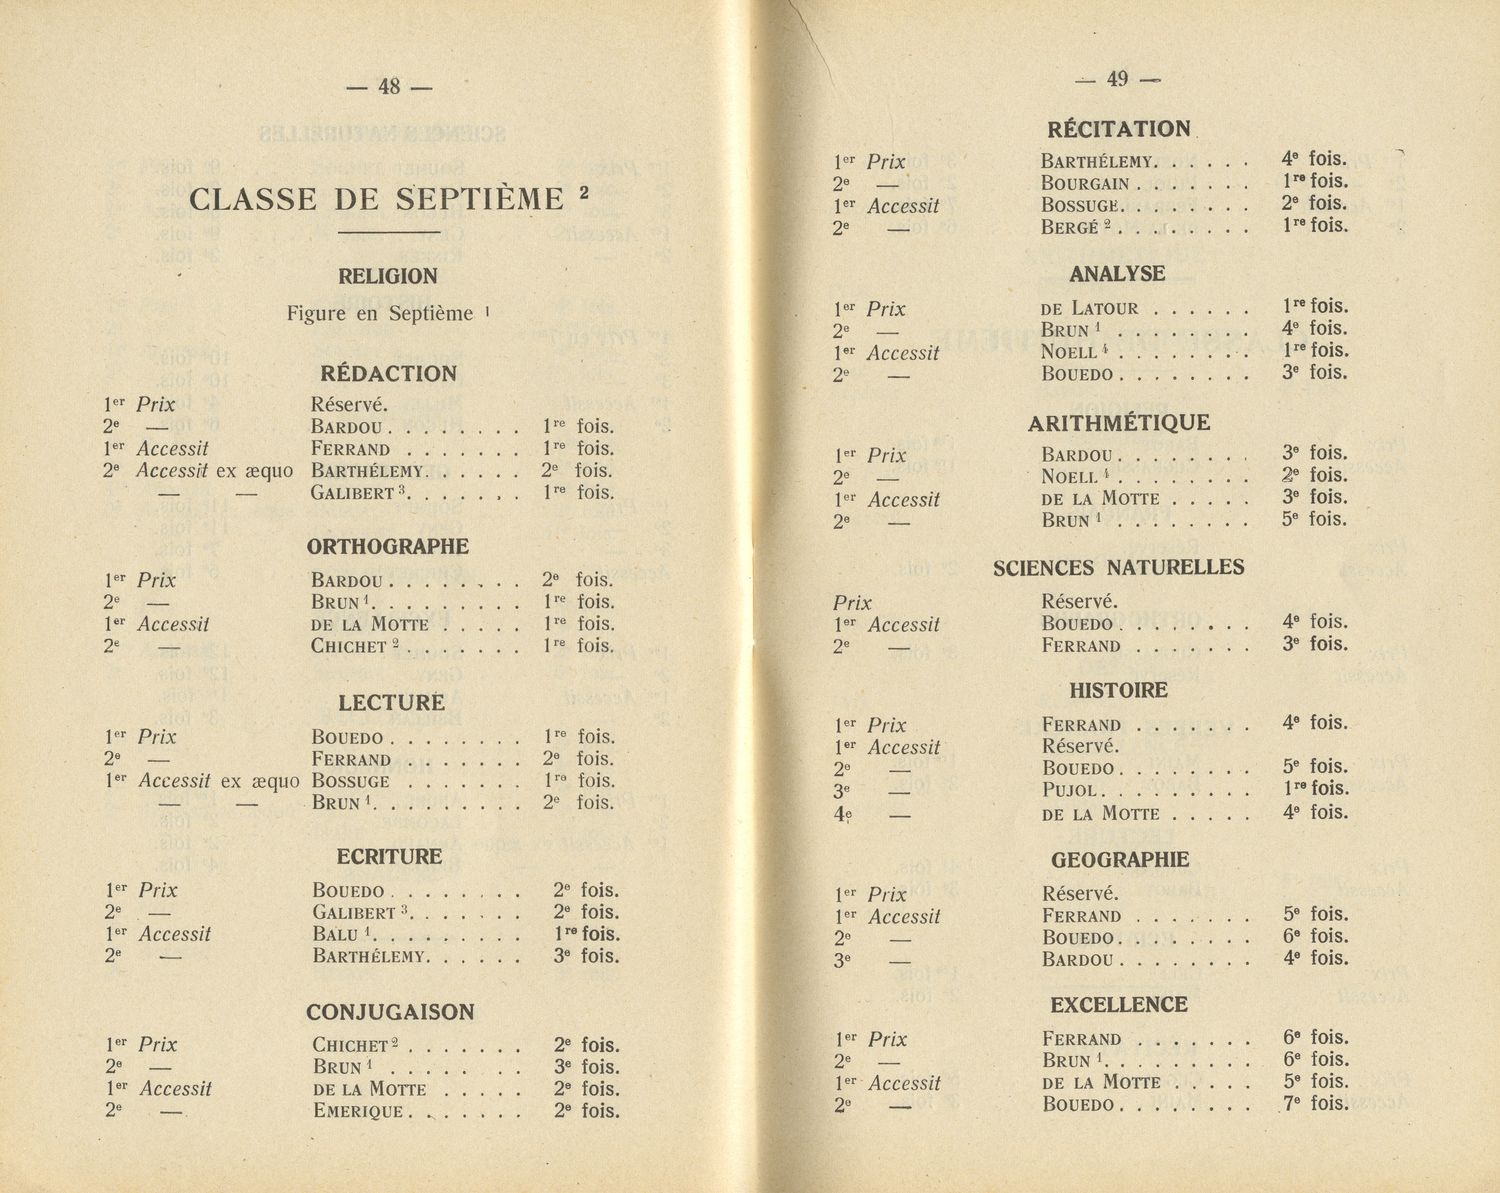 — 48 —
CLASSE DE SEPTIÈME ²
RELIGION
Figure en Septième ¹
RÉDACTION
1er Prix Réservé.
2e — BARDOU . . . . . . . . 1re fois.
1er Accessit FERRAND . . . . . . . 1re fois.
2e Accessit ex æquo BARTHÉLEMY. . . . . . 2e fois.
— — GALIBERT ³. . . . . . . 1re fois.
ORTHOGRAPHE
1er Prix BARDOU . . . . . . . . 2e fois.
2e — BRUN ¹. . . . . . . . . 1re fois.
1er Accessit DE LA MOTTE . . . . . 1re fois.
2e — CHICHET ² . . . . . . . 1re fois.
LECTURE
1er Prix BOUEDO . . . . . . . . 1re fois.
2e — FERRAND . . . . . . . 2e fois.
1er Accessit ex æquo BOSSUGE . . . . . . . 1re fois.
— — BRUN ¹. . . . . . . . . 2e fois.
ECRITURE
1er Prix BOUEDO . . . . . . . . 2e fois.
2e — GALIBERT ³. . . . . . . 2e fois.
1er Accessit BALU ¹. . . . . . . . . 1re fois.
2e — BARTHÉLEMY. . . . . . 3e fois.
CONJUGAISON
1er Prix CHICHET ² . . . . . . . 2e fois.
2e — BRUN ¹ . . . . . . . 3e fois.
1er Accessit DE LA MOTTE . . . . . 2e fois.
2e — EMERIQUE . . . . . . . 2e fois.
— 49 —
RÉCITATION
1er Prix BARTHÉLEMY. . . . . . 4e fois.
2e — BOURGAIN . . . . . . . 1re fois.
1er Accessit BOSSUGE. . . . . . . . 2e fois.
2e — BERGÉ ² . . . . . . . . 1re fois.
ANALYSE
1er Prix DE LATOUR . . . . . . 1re fois.
2e — BRUN ¹ . . . . . . . . 4e fois.
1er Accessit NOELL ⁴ . . . . . . . . 1re fois.
2e — BOUEDO . . . . . . . . 3e fois.
ARITHMÉTIQUE
1er Prix BARDOU . . . . . . . . 3e fois.
2e — NOELL ⁴ . . . . . . . . 2e fois.
1er Accessit DE LA MOTTE . . . . . 3e fois.
2e — BRUN ¹ . . . . . . . . 5e fois.
SCIENCES NATURELLES
Prix Réservé.
1er Accessit BOUEDO . . . . . . . . 4e fois.
2e — FERRAND . . . . . . . 3e fois.
HISTOIRE
1er Prix FERRAND . . . . . . . 4e fois.
1er Accessit Réservé.
2e — BOUEDO . . . . . . . . 5e fois.
3e — PUJOL. . . . . . . . . 1re fois.
4e — DE LA MOTTE . . . . . 4e fois.
GEOGRAPHIE
1er Prix Réservé.
1er Accessit FERRAND . . . . . . . 5e fois.
2e — BOUEDO . . . . . . . . 6e fois.
3e — BARDOU . . . . . . . . 4e fois.
EXCELLENCE
1er Prix FERRAND . . . . . . . 6e fois.
2e — BRUN ¹. . . . . . . . . 6e fois.
1er Accessit DE LA MOTTE . . . . . 5e fois.
2e — BOUEDO . . . . . . . . 7e fois.